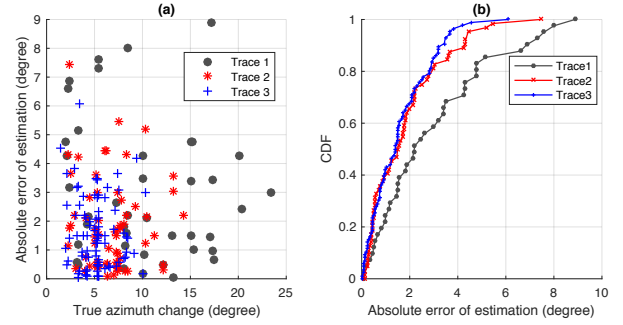 (a)
Absolute error of estimation (degree)
9
8
7
6
5
4
3
2
1
0
Trace 1
Trace 2
Trace 3
0 5 10 15 20 25
True azimuth change (degree)
(b)
CDF
1
0.8
0.6
0.4
0.2
0
Trace1
Trace2
Trace3
0 2 4 6 8
Absolute error of estimation (degree)